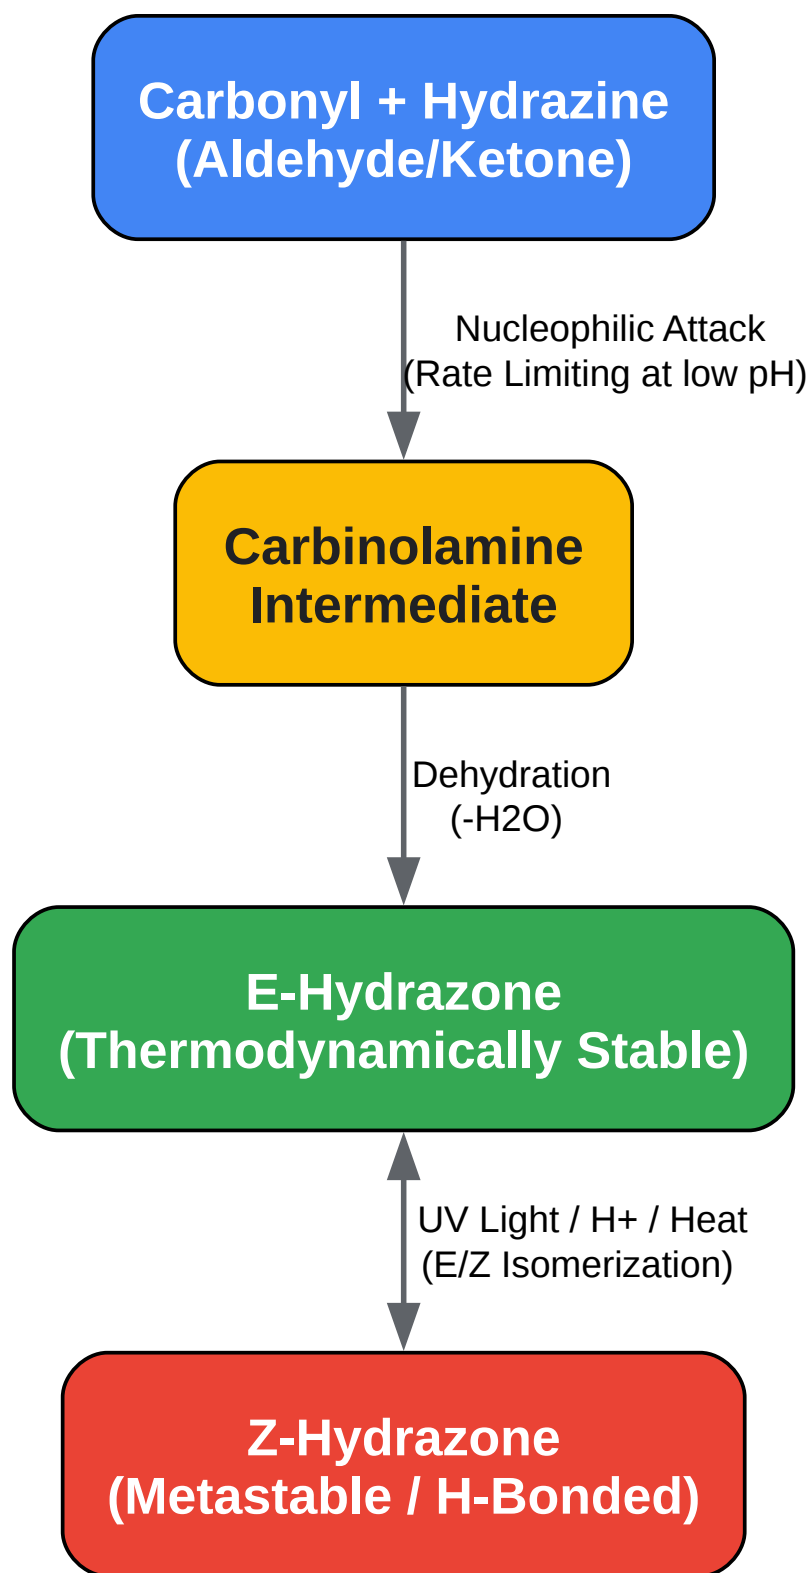 Carbonyl + Hydrazine
(Aldehyde/Ketone)
Nucleophilic Attack
(Rate Limiting at low pH)
Carbinolamine
Intermediate
Dehydration
(-H2O)
E-Hydrazone
(Thermodynamically Stable)
UV Light / H+ / Heat
(E/Z Isomerization)
Z-Hydrazone
(Metastable / H-Bonded)